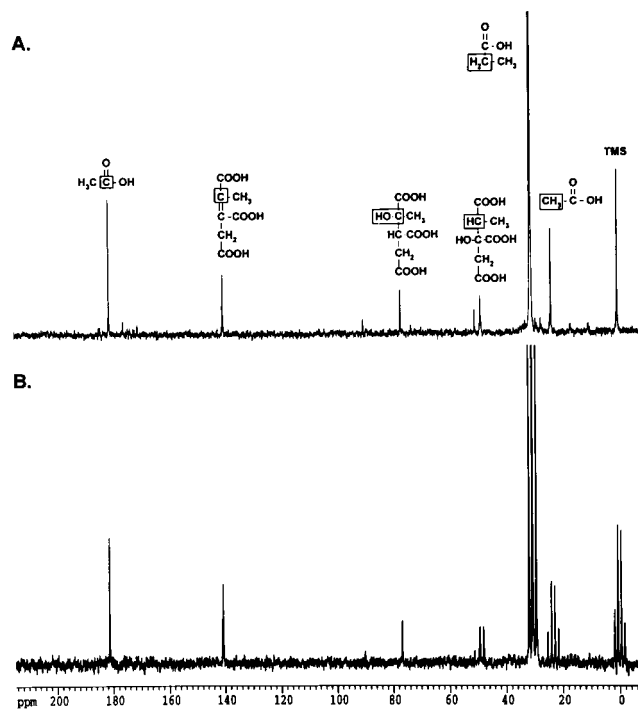 A.
O
C-OH
H₂C-CH₃
TMS
O
H₃C-C-OH
COOH
C-CH₃
C-COOH
CH₂
COOH
COOH
HO-C-CH₃
HC COOH
CH₂
COOH
COOH
HC-CH₃
HO-C-COOH
CH₂
COOH
O
CH₃-C-OH
B.
ppm 200 180 160 140 120 100 80 60 40 20 0